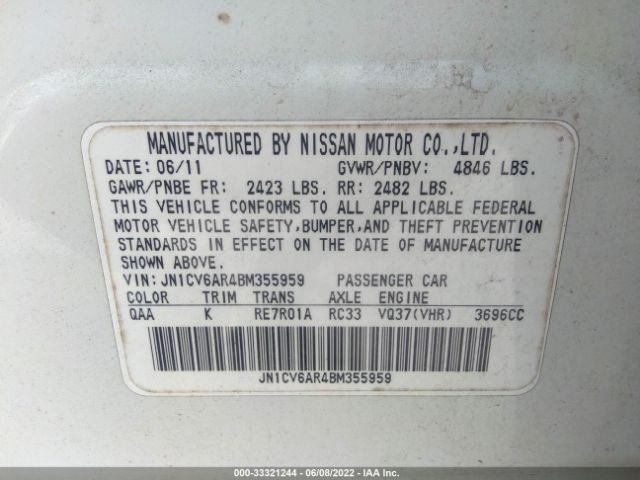 MANUFACTURED BY NISSAN MOTOR CO.,LTD.
DATE: 06/11 GVWR/PNBV: 4846 LBS.
GAWR/PNBE FR: 2423 LBS. RR: 2482 LBS.
THIS VEHICLE CONFORMS TO ALL APPLICABLE FEDERAL
MOTOR VEHICLE SAFETY,BUMPER,AND THEFT PREVENTION
STANDARDS IN EFFECT ON THE DATE OF MANUFACTURE
SHOWN ABOVE.
VIN: JN1CV6AR4BM355959 PASSENGER CAR
COLOR TRIM TRANS AXLE ENGINE
QAA K RE7R01A RC33 VQ37(VHR) 3696CC
JN1CV6AR4BM355959
000-33321244 - 06/08/2022 - IAA Inc.